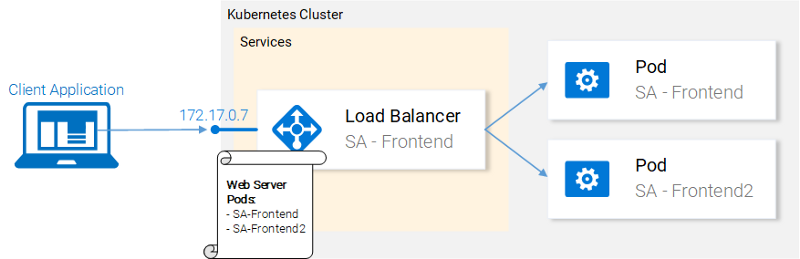 Kubernetes Cluster
Services
Client Application
172.17.0.7
Load Balancer
SA - Frontend
Web Server
Pods:
- SA-Frontend
- SA-Frontend2
Pod
SA - Frontend
Pod
SA - Frontend2